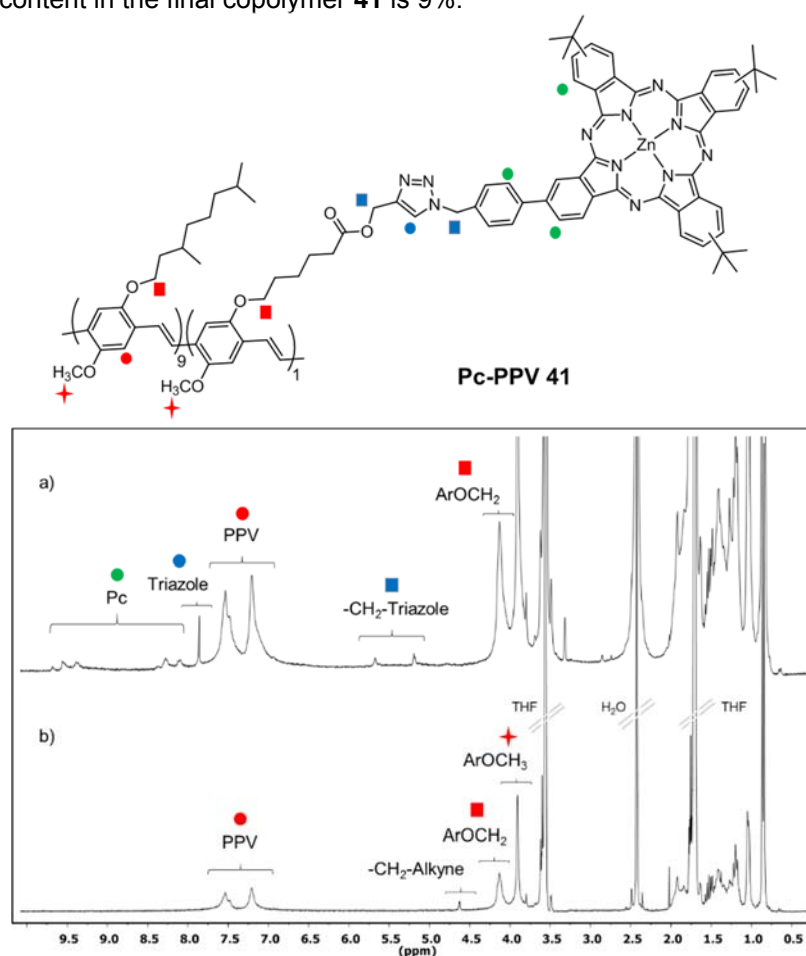 content in the final copolymer 41 is 9%.
N N N N Zn N N N N
N=N
N
O
O
O
O
9
1
H₃CO
H₃CO
Pc-PPV 41
a)
ArOCH₂
PPV
Triazole
Pc
-CH₂-Triazole
THF
H₂O
THF
b)
ArOCH₃
PPV
ArOCH₂
-CH₂-Alkyne
9.5 9.0 8.5 8.0 7.5 7.0 6.5 6.0 5.5 5.0 4.5 4.0 3.5 3.0 2.5 2.0 1.5 1.0 0.5
(ppm)